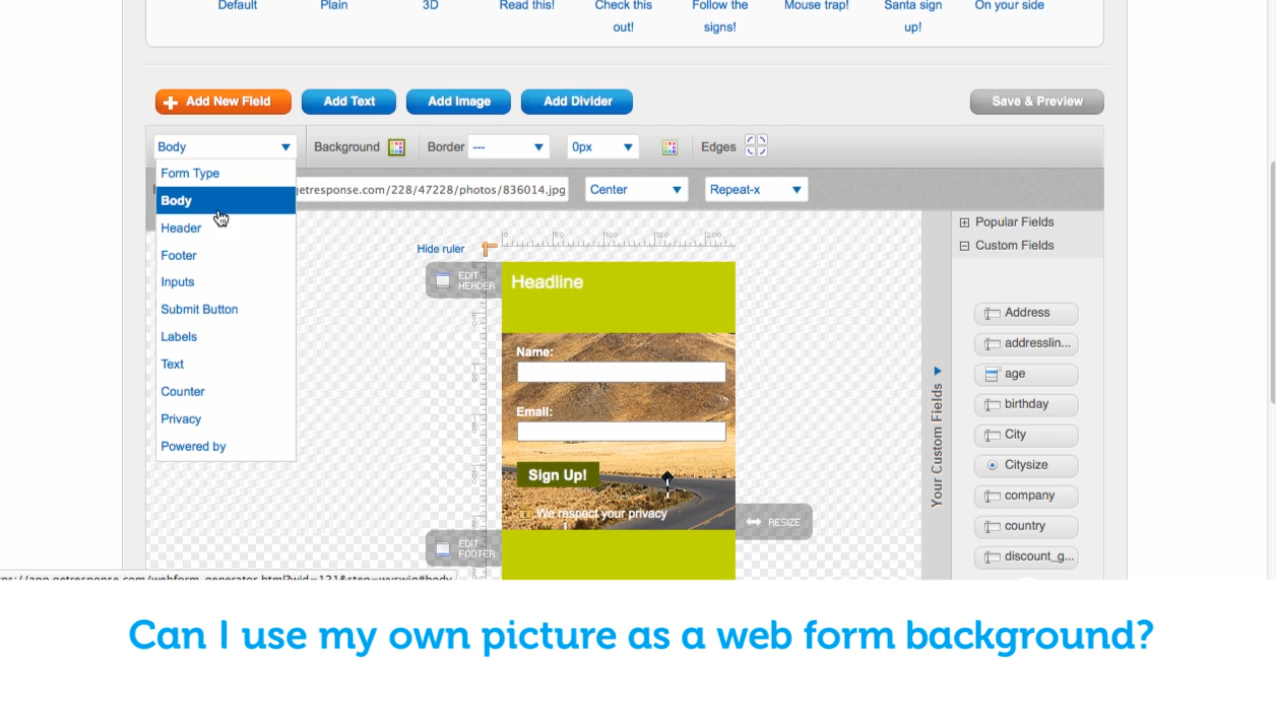 Default Plain 3D Read this! Check this out! Follow the signs! Mouse trap! Santa sign up! On your side
Add New Field Add Text Add Image Add Divider Save & Preview
Body Background Border --- 0px Edges
getresponse.com/228/47228/photos/836014.jpg Center Repeat-x
Form Type
Body
Header
Footer
Inputs
Submit Button
Labels
Text
Counter
Privacy
Powered by
Hide ruler
0 50 100 150 200
EDIT HEADER
Headline
Name:
Email:
Sign Up!
We respect your privacy
RESIZE
EDIT FOOTER
Your Custom Fields
Popular Fields
Custom Fields
Address
addresslin...
age
birthday
City
Citysize
company
country
discount_g...
Can I use my own picture as a web form background?